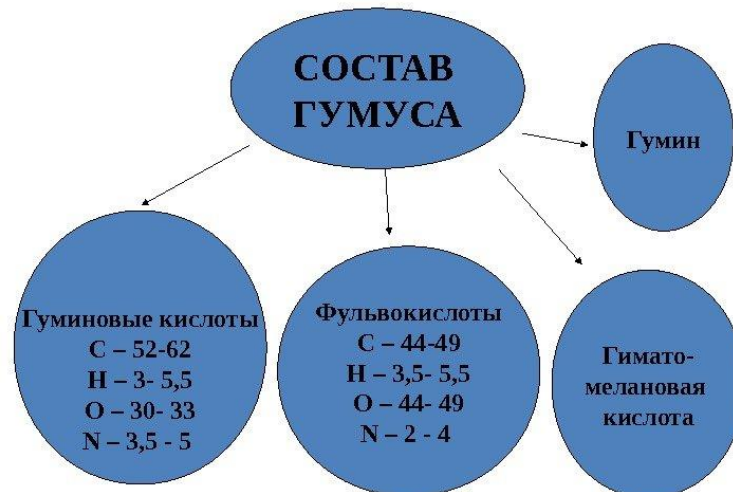 СОСТАВ
ГУМУСА
Гумин
Гуминовые кислоты
С – 52-62
Н – 3- 5,5
О – 30- 33
N – 3,5 - 5
Фульвокислоты
С – 44-49
Н – 3,5- 5,5
О – 44- 49
N – 2 - 4
Гимато-
мелановая
кислота